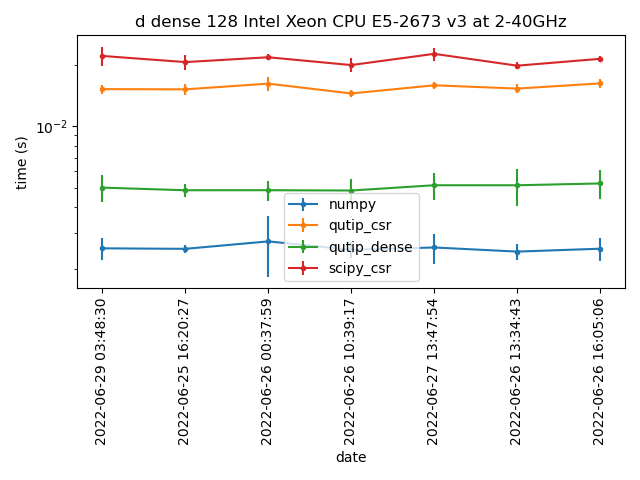 d dense 128 Intel Xeon CPU E5-2673 v3 at 2-40GHz
time (s)
10^-2
numpy
qutip_csr
qutip_dense
scipy_csr
2022-06-29 03:48:30
2022-06-25 16:20:27
2022-06-26 00:37:59
2022-06-26 10:39:17
2022-06-27 13:47:54
2022-06-26 13:34:43
2022-06-26 16:05:06
date